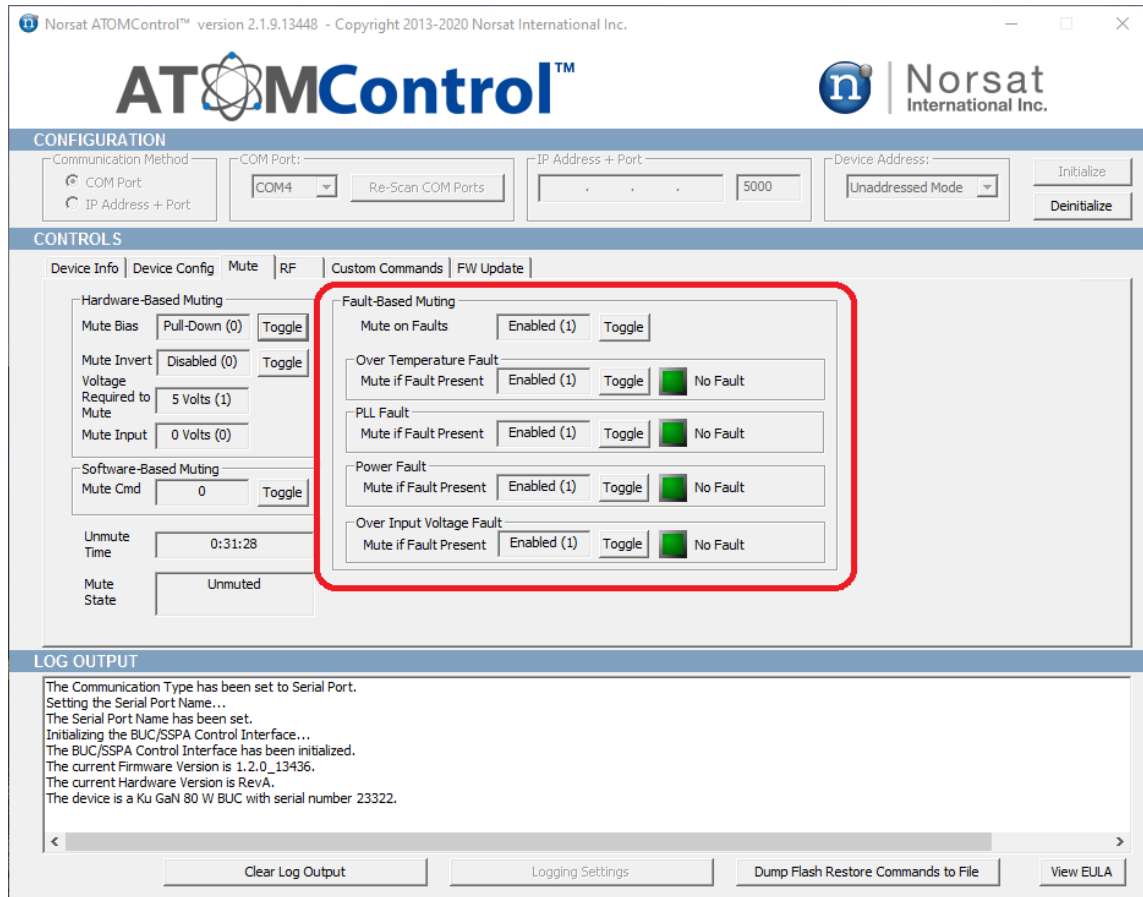 Norsat ATOMControl™ version 2.1.9.13448 - Copyright 2013-2020 Norsat International Inc.
ATOMControl™
n Norsat
International Inc.
CONFIGURATION
Communication Method
COM Port
IP Address + Port
COM Port:
COM4
Re-Scan COM Ports
IP Address + Port
. . .
5000
Device Address:
Unaddressed Mode
Initialize
Deinitialize
CONTROLS
Device Info Device Config Mute RF Custom Commands FW Update
Hardware-Based Muting
Mute Bias Pull-Down (0) Toggle
Mute Invert Disabled (0) Toggle
Voltage
Required to
Mute
5 Volts (1)
Mute Input 0 Volts (0)
Software-Based Muting
Mute Cmd 0 Toggle
Unmute
Time
0:31:28
Mute
State
Unmuted
Fault-Based Muting
Mute on Faults Enabled (1) Toggle
Over Temperature Fault
Mute if Fault Present Enabled (1) Toggle No Fault
PLL Fault
Mute if Fault Present Enabled (1) Toggle No Fault
Power Fault
Mute if Fault Present Enabled (1) Toggle No Fault
Over Input Voltage Fault
Mute if Fault Present Enabled (1) Toggle No Fault
LOG OUTPUT
The Communication Type has been set to Serial Port.
Setting the Serial Port Name...
The Serial Port Name has been set.
Initializing the BUC/SSPA Control Interface...
The BUC/SSPA Control Interface has been initialized.
The current Firmware Version is 1.2.0_13436.
The current Hardware Version is RevA.
The device is a Ku GaN 80 W BUC with serial number 23322.
Clear Log Output
Logging Settings
Dump Flash Restore Commands to File
View EULA